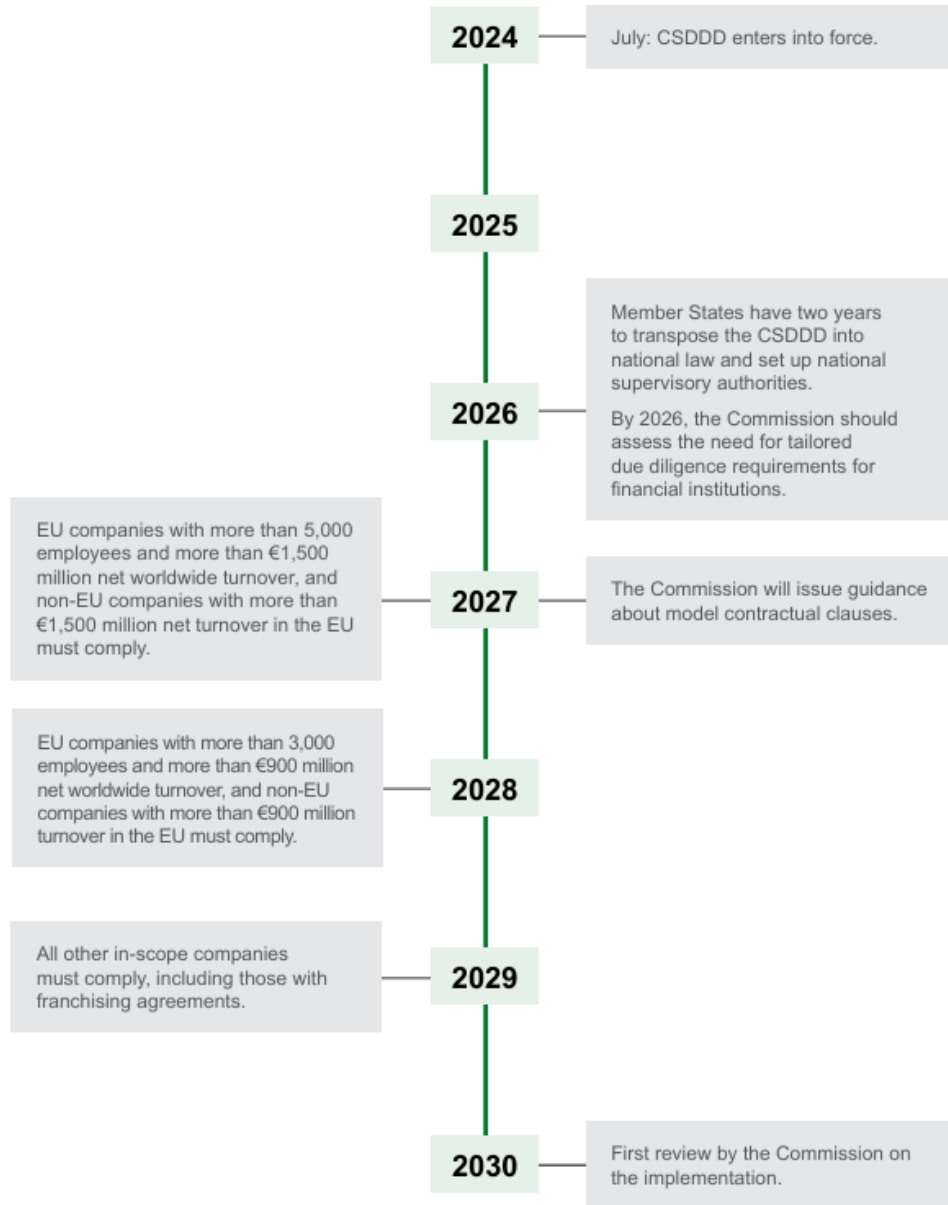 2024
July: CSDDD enters into force.
2025
2026
Member States have two years
to transpose the CSDDD into
national law and set up national
supervisory authorities.
By 2026, the Commission should
assess the need for tailored
due diligence requirements for
financial institutions.
EU companies with more than 5,000
employees and more than €1,500
million net worldwide turnover, and
non-EU companies with more than
€1,500 million net turnover in the EU
must comply.
2027
The Commission will issue guidance
about model contractual clauses.
EU companies with more than 3,000
employees and more than €900 million
net worldwide turnover, and non-EU
companies with more than €900 million
turnover in the EU must comply.
2028
All other in-scope companies
must comply, including those with
franchising agreements.
2029
2030
First review by the Commission on
the implementation.